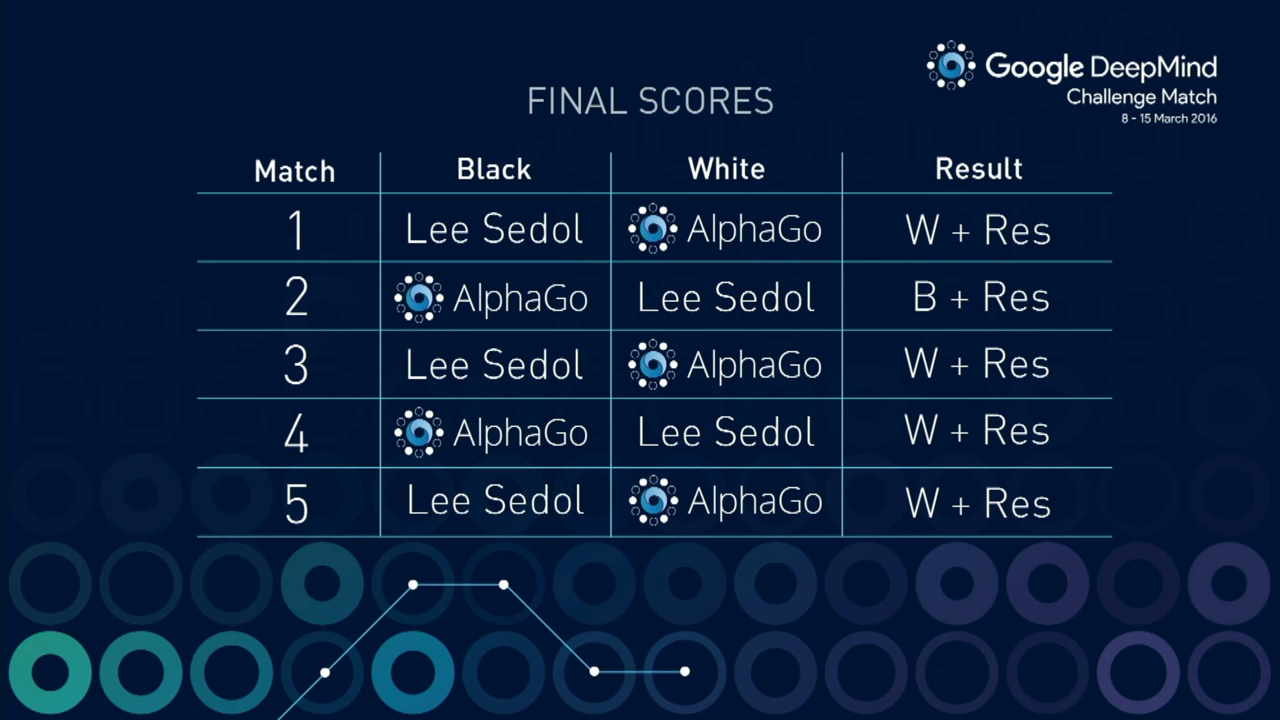 Google DeepMind
Challenge Match
8 - 15 March 2016
FINAL SCORES
Match Black White Result
1 Lee Sedol AlphaGo W + Res
2 AlphaGo Lee Sedol B + Res
3 Lee Sedol AlphaGo W + Res
4 AlphaGo Lee Sedol W + Res
5 Lee Sedol AlphaGo W + Res